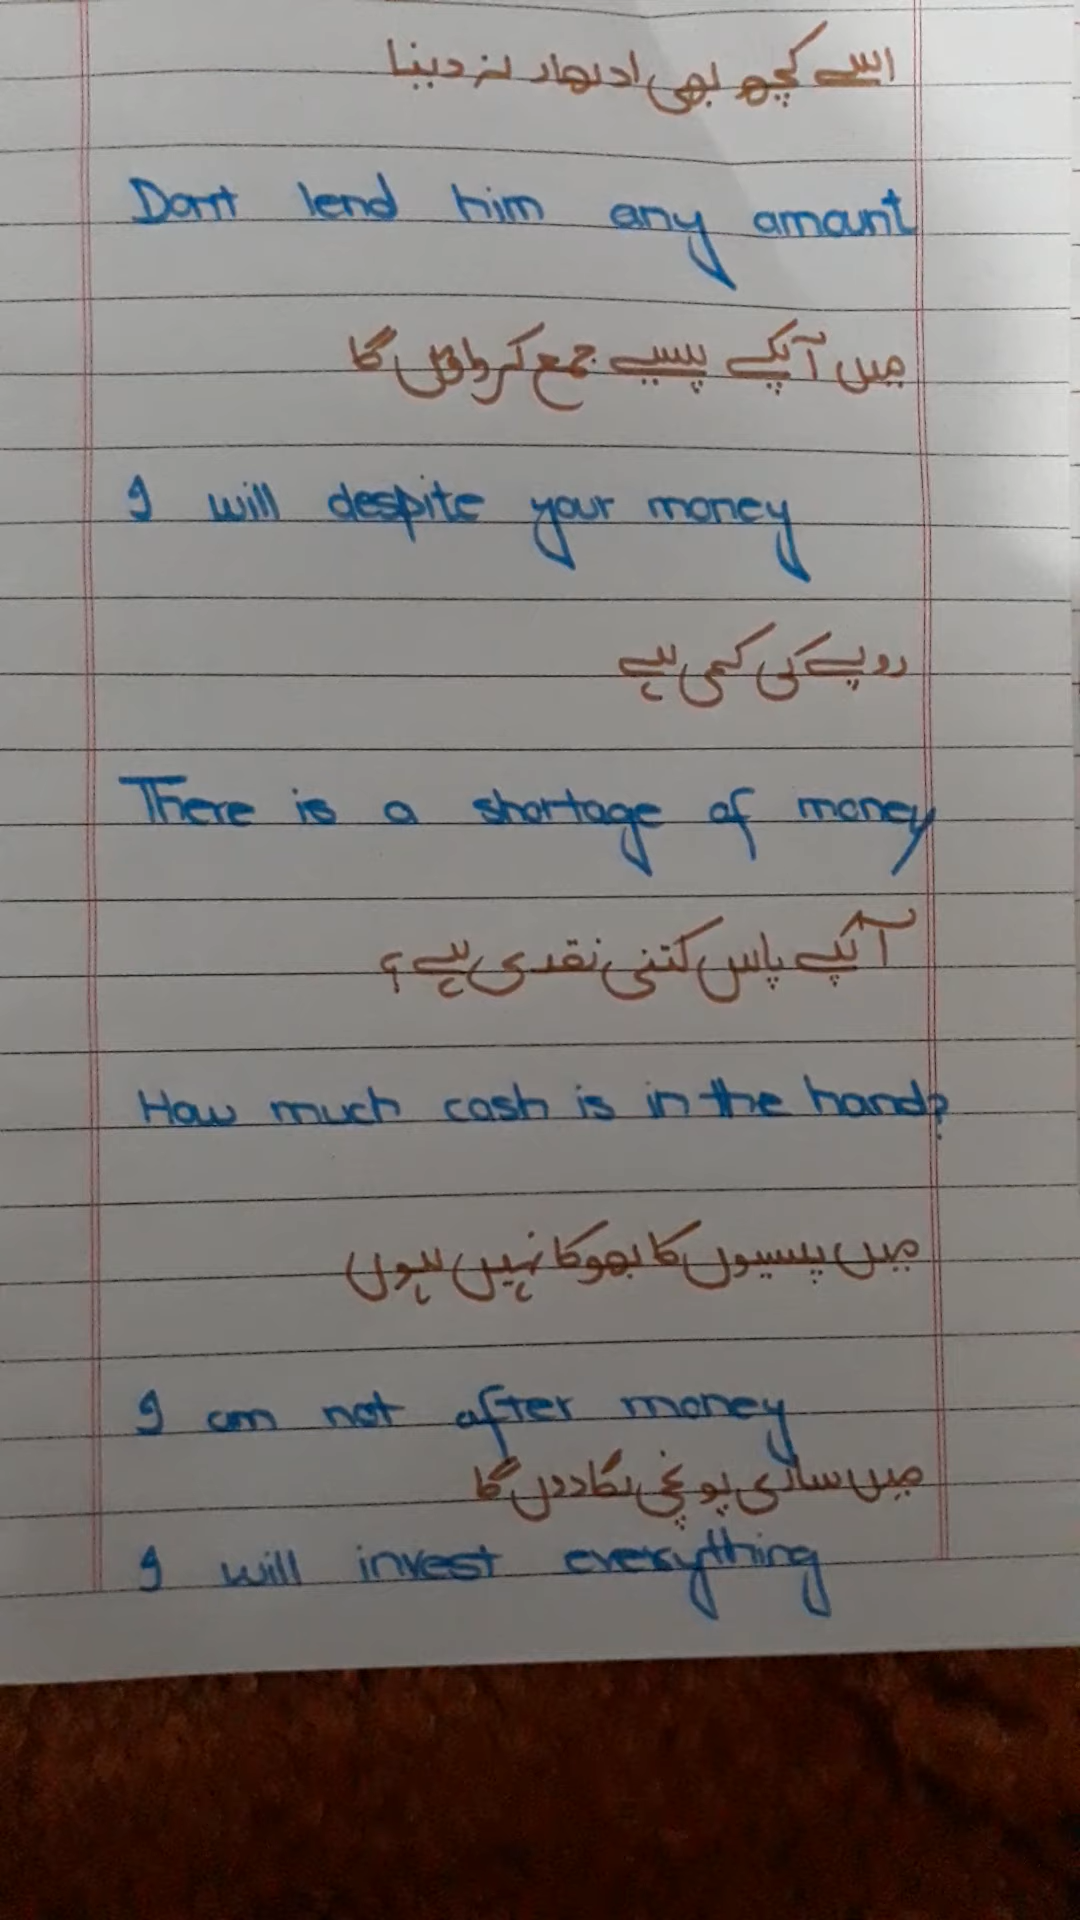 اسے کچھ بھی ادھار نہ دینا
Dont lend him any amount
میں آپکے پیسے جمع کرواؤں گا
I will despite your money
روپے کی کمی ہے
There is a shortage of money
آپکے پاس کتنی نقدی ہے؟
How much cash is in the hand?
میں پیسوں کا بھوکا نہیں ہوں
I am not after money
میں ساری پونجی لگا دوں گا
I will invest everything